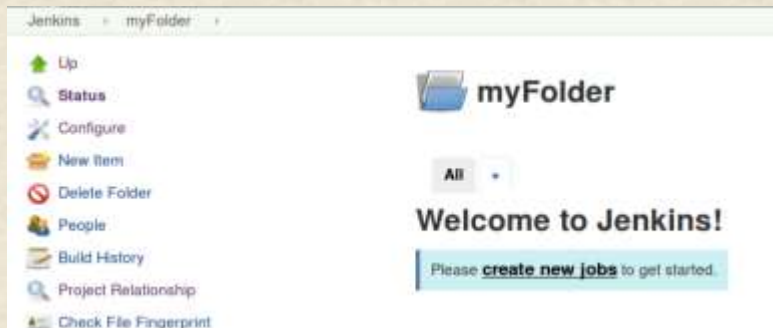 Jenkins › myFolder ›
Up
Status
Configure
New Item
Delete Folder
People
Build History
Project Relationship
Check File Fingerprint
myFolder
All +
Welcome to Jenkins!
Please create new jobs to get started.